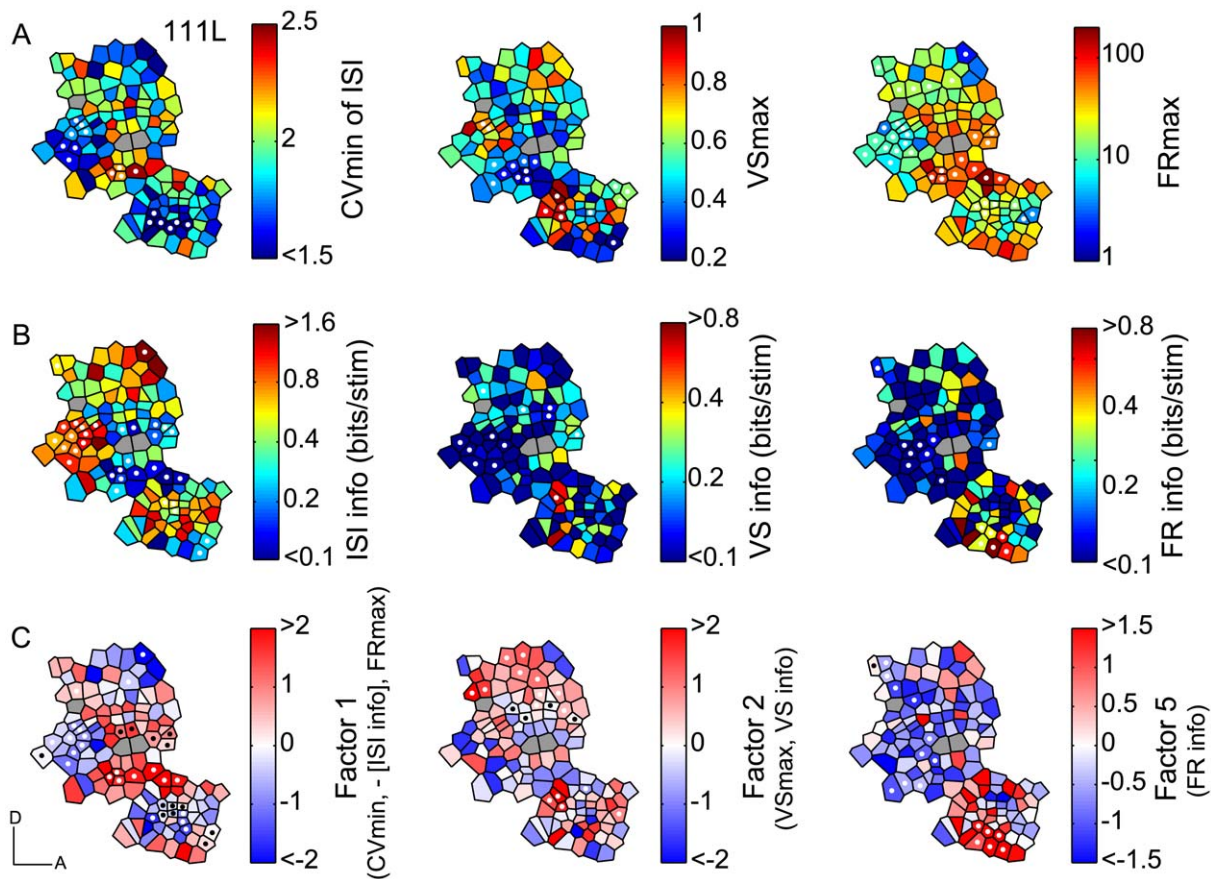 A
111L
2.5
2
<1.5
CVmin of ISI
1
0.8
0.6
0.4
0.2
VSmax
100
10
1
FRmax
B
>1.6
0.8
0.4
0.2
<0.1
ISI info (bits/stim)
>0.8
0.4
0.2
<0.1
VS info (bits/stim)
>0.8
0.4
0.2
<0.1
FR info (bits/stim)
C
>2
1
0
-1
<-2
Factor 1
(CVmin, - [ISI info], FRmax)
>2
1
0
-1
<-2
Factor 2
(VSmax, VS info)
>1.5
1
0.5
0
-0.5
-1
<-1.5
Factor 5
(FR info)
D
A